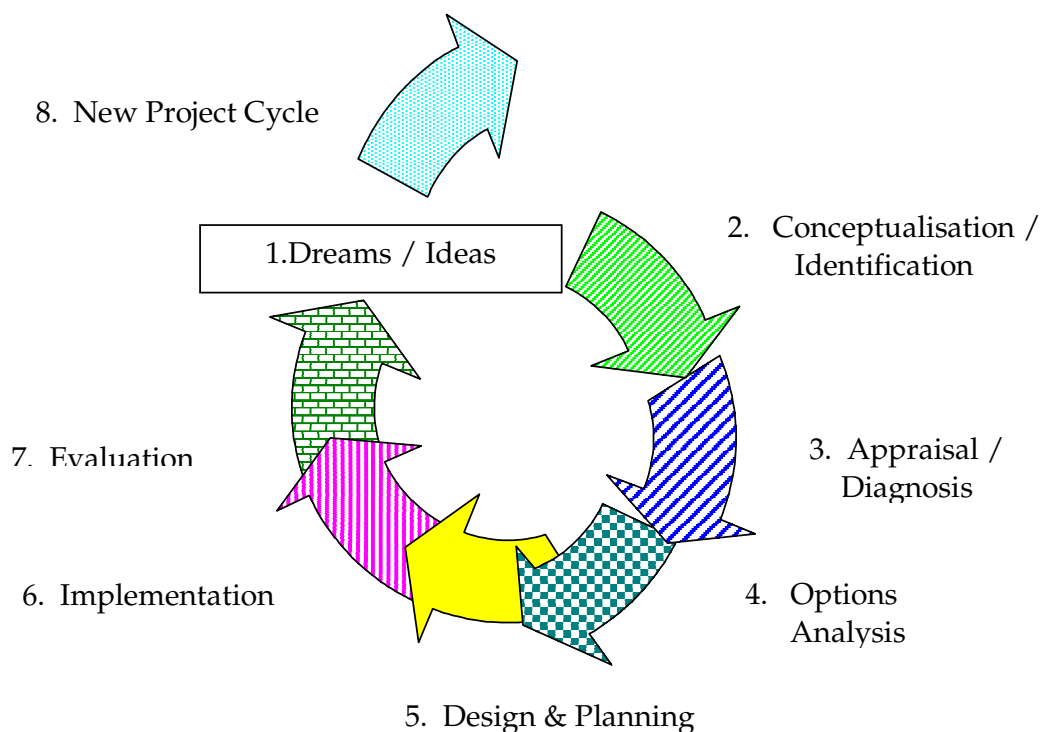 1.Dreams / Ideas
2. Conceptualisation /
Identification
3. Appraisal /
Diagnosis
4. Options
Analysis
5. Design & Planning
6. Implementation
7. Evaluation
8. New Project Cycle